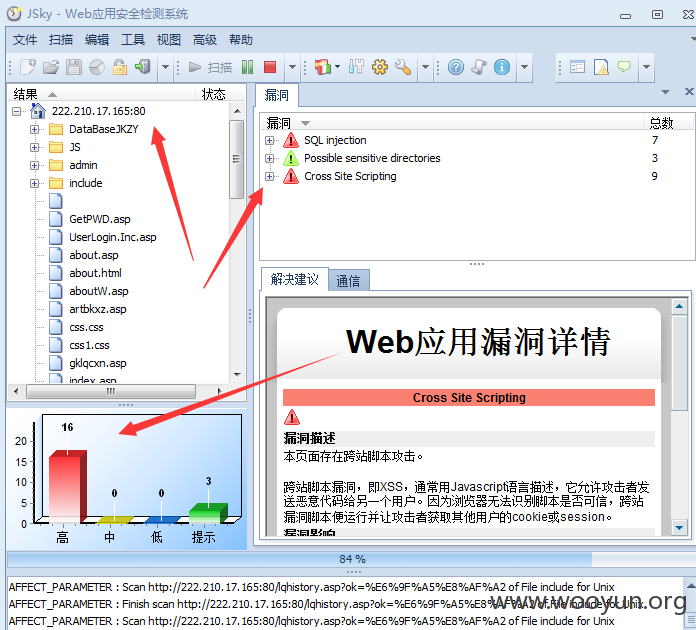 JSky - Web应用安全检测系统
文件 扫描 编辑 工具 视图 高级 帮助
扫描
结果 状态
222.210.17.165:80
DataBaseJKZY
JS
admin
include
GetPWD.asp
UserLogin.Inc.asp
about.asp
about.html
aboutW.asp
artbkxz.asp
css.css
css1.css
gklqcxn.asp
index.asp
漏洞
漏洞 总数
SQL injection 7
Possible sensitive directories 3
Cross Site Scripting 9
解决建议 通信
Web应用漏洞详情
Cross Site Scripting
漏洞描述
本页面存在跨站脚本攻击。
跨站脚本漏洞，即XSS，通常用Javascript语言描述，它允许攻击者发
送恶意代码给另一个用户。因为浏览器无法识别脚本是否可信，跨站
漏洞脚本便运行并让攻击者获取其他用户的cookie或session。
漏洞影响
16
0
0
3
20
15
10
5
0
高 中 低 提示
84 %
AFFECT_PARAMETER : Scan http://222.210.17.165:80/lqhistory.asp?ok=%E6%9F%A5%E8%AF%A2 of File include for Unix
AFFECT_PARAMETER : Finish scan http://222.210.17.165:80/lqhistory.asp?ok=%E6%9F%A5%E8%AF%A2 of File include for Unix.
AFFECT_PARAMETER : Scan http://222.210.17.165:80/lqhistory.asp?ok=%E6%9F%A5%E8%AF%A2 of File include for Unix
www.wooyun.org